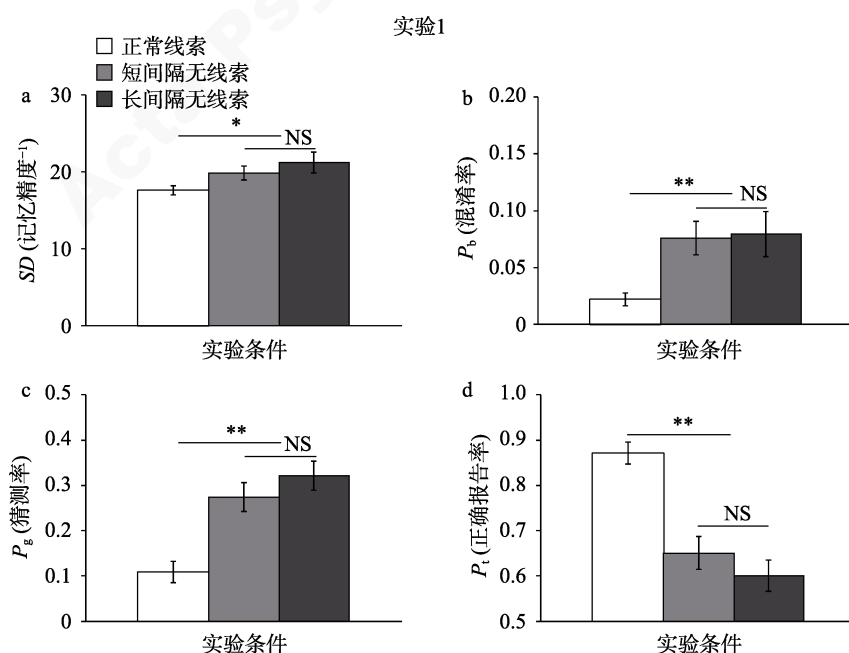 实验1
正常线索
短间隔无线索
长间隔无线索
a
30
20
10
0
SD (记忆精度⁻¹)
*
NS
实验条件
b
0.20
0.15
0.10
0.05
0
Pb (混淆率)
**
NS
实验条件
c
0.5
0.4
0.3
0.2
0.1
0
Pg (猜测率)
**
NS
实验条件
d
1.0
0.9
0.8
0.7
0.6
0.5
Pt (正确报告率)
**
NS
实验条件
Acta Psy